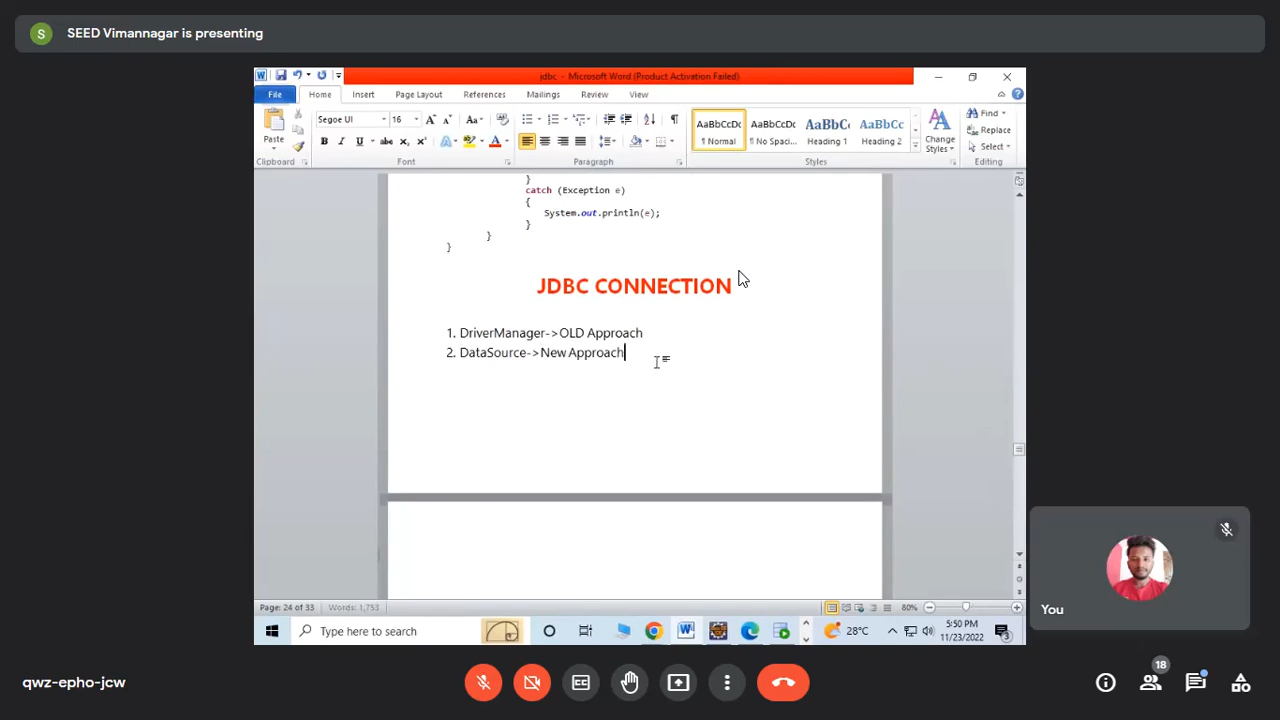 S
SEED Vimannagar is presenting
jdbc - Microsoft Word (Product Activation Failed)
File Home Insert Page Layout References Mailings Review View
Paste
Clipboard
Segoe UI 16
B I U abc X₂ X²
Font
Paragraph
AaBbCcDc AaBbCcDc AaBbC AaBbCc
¶ Normal ¶ No Spaci... Heading 1 Heading 2
Change Styles
Styles
Find
Replace
Select
Editing
}
catch (Exception e)
{
System.out.println(e);
}
}
}
JDBC CONNECTION
1. DriverManager->OLD Approach
2. DataSource->New Approach
Page: 24 of 33 Words: 1,753 80%
Type here to search
28°C
5:50 PM
11/23/2022
3
You
qwz-epho-jcw
18